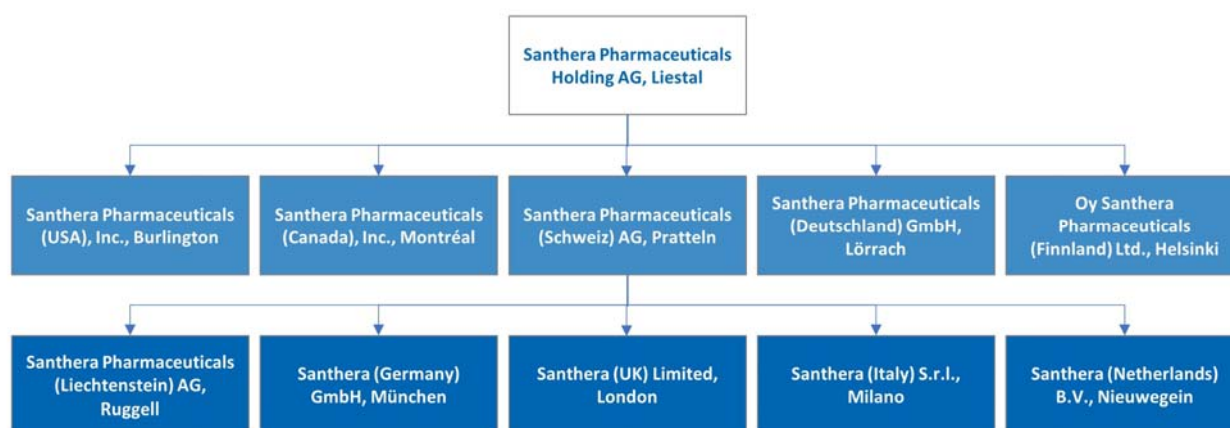 Santhera Pharmaceuticals
Holding AG, Liestal
Santhera Pharmaceuticals
(USA), Inc., Burlington
Santhera Pharmaceuticals
(Canada), Inc., Montréal
Santhera Pharmaceuticals
(Schweiz) AG, Pratteln
Santhera Pharmaceuticals
(Deutschland) GmbH,
Lörrach
Oy Santhera
Pharmaceuticals
(Finnland) Ltd., Helsinki
Santhera Pharmaceuticals
(Liechtenstein) AG,
Ruggell
Santhera (Germany)
GmbH, München
Santhera (UK) Limited,
London
Santhera (Italy) S.r.l.,
Milano
Santhera (Netherlands)
B.V., Nieuwegein